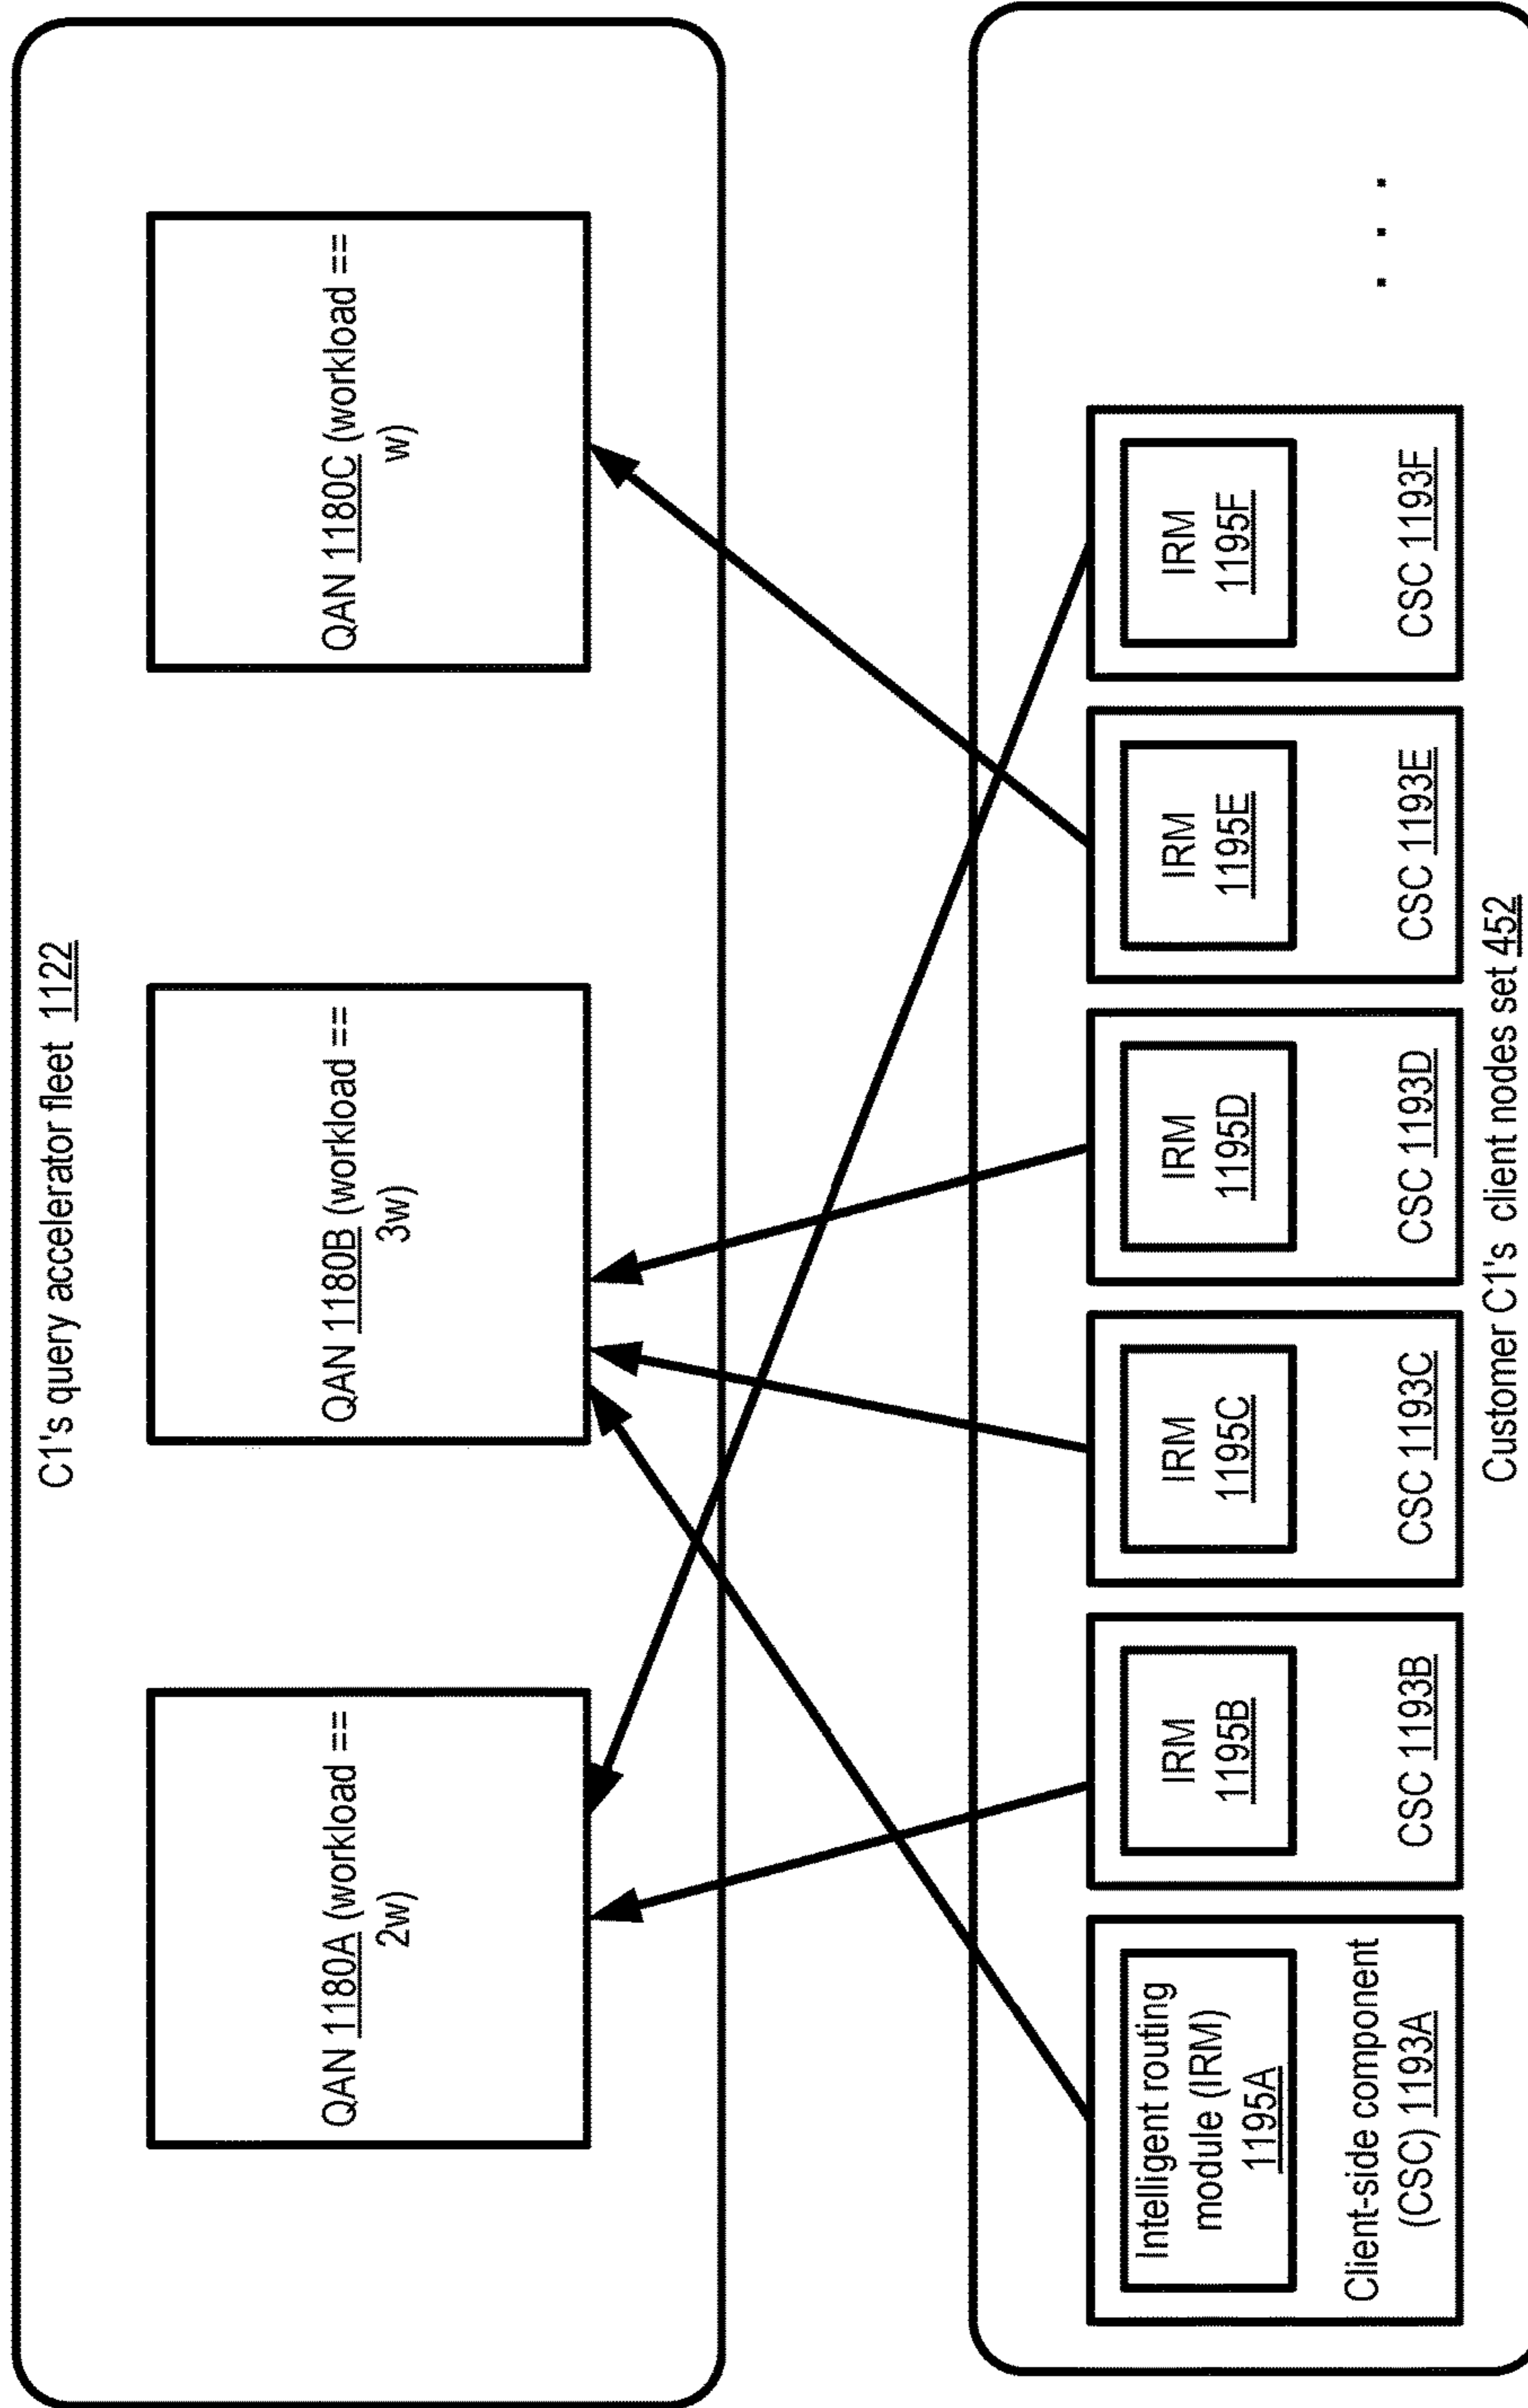 C1's query accelerator fleet 1122
QAN 1180A (workload ==
2w)
QAN 1180B (workload ==
3w)
QAN 1180C (workload ==
w)
Intelligent routing
module (IRM)
1195A
Client-side component
(CSC) 1193A
IRM
1195B
CSC 1193B
IRM
1195C
CSC 1193C
IRM
1195D
CSC 1193D
IRM
1195E
CSC 1193E
IRM
1195F
CSC 1193F
. . .
Customer C1's client nodes set 452